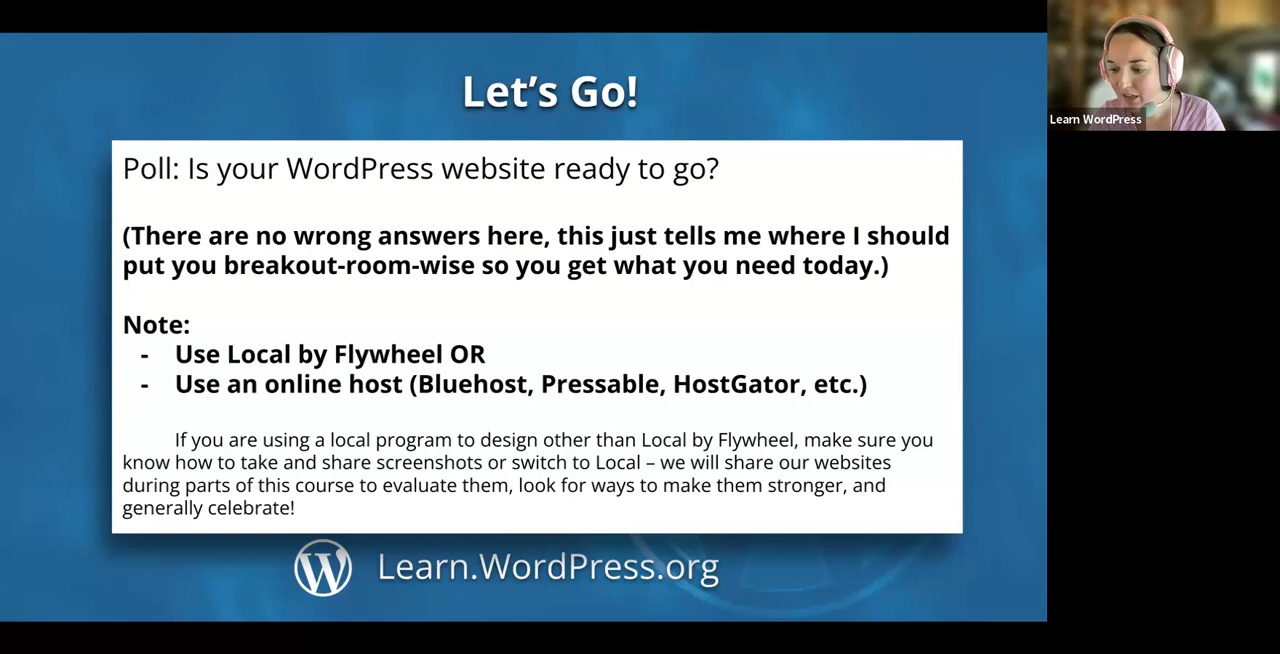 Let’s Go!
Poll: Is your WordPress website ready to go?
(There are no wrong answers here, this just tells me where I should
put you breakout-room-wise so you get what you need today.)
Note:
- Use Local by Flywheel OR
- Use an online host (Bluehost, Pressable, HostGator, etc.)
If you are using a local program to design other than Local by Flywheel, make sure you
know how to take and share screenshots or switch to Local – we will share our websites
during parts of this course to evaluate them, look for ways to make them stronger, and
generally celebrate!
Learn.WordPress.org
Learn WordPress